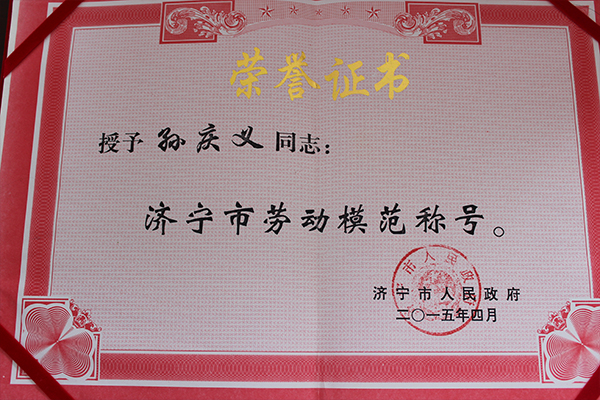 荣誉证书
授予 孙庆义 同志：
济宁市劳动模范称号。
济宁市人民政府
二〇一五年四月